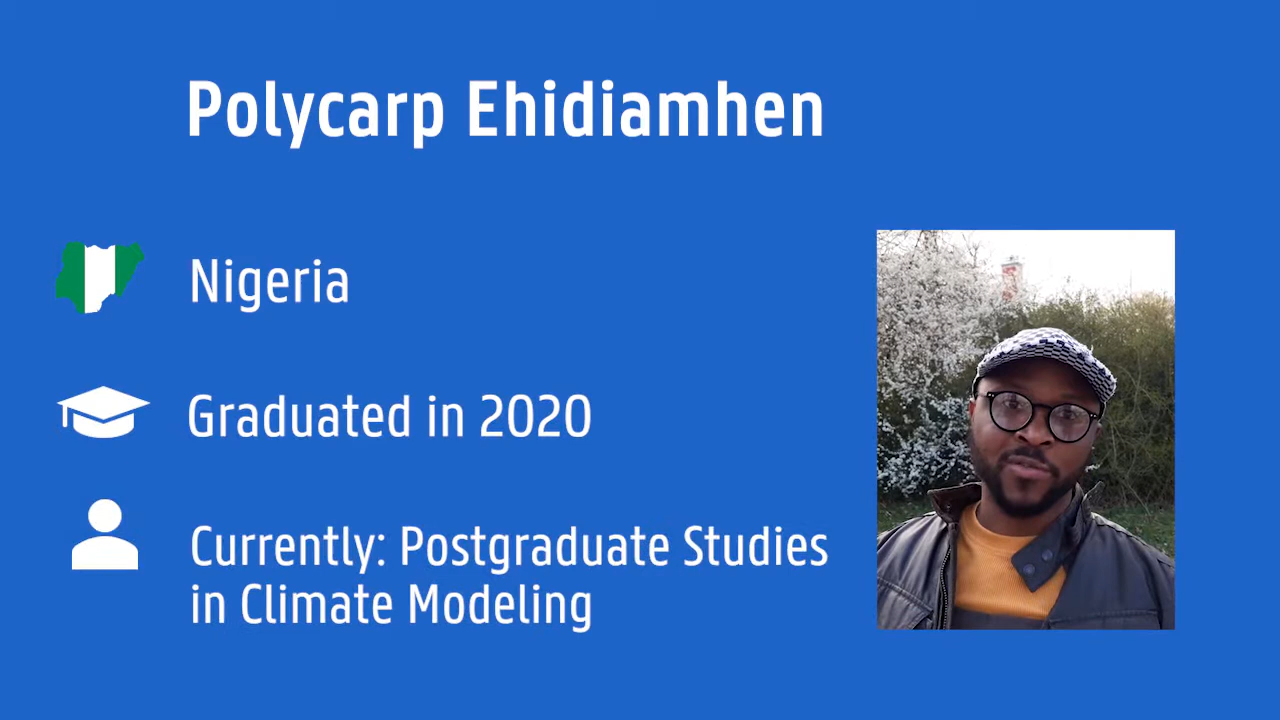 Polycarp Ehidiamhen
Nigeria
Graduated in 2020
Currently: Postgraduate Studies
in Climate Modeling